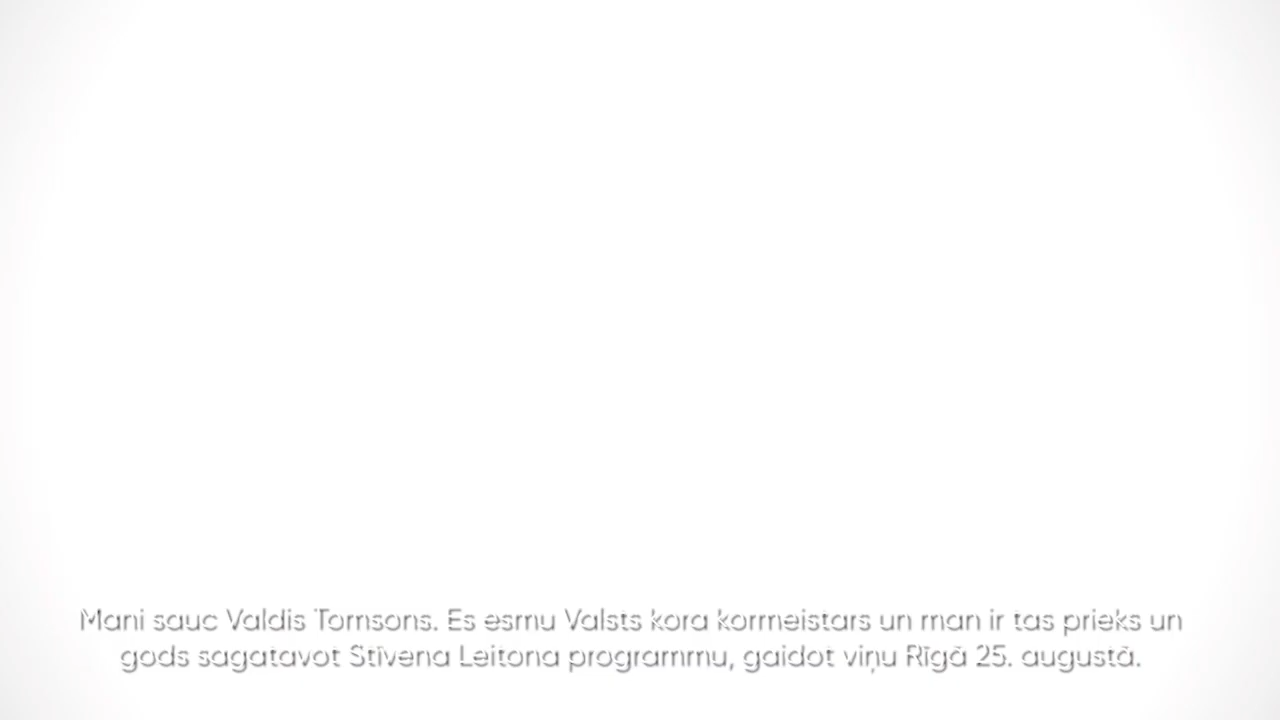 Mani sauc Valdis Tomsons. Es esmu Valsts kora kormeistars un man ir tas prieks un
gods sagatavot Stīvena Leitona programmu, gaidot viņu Rīgā 25. augustā.